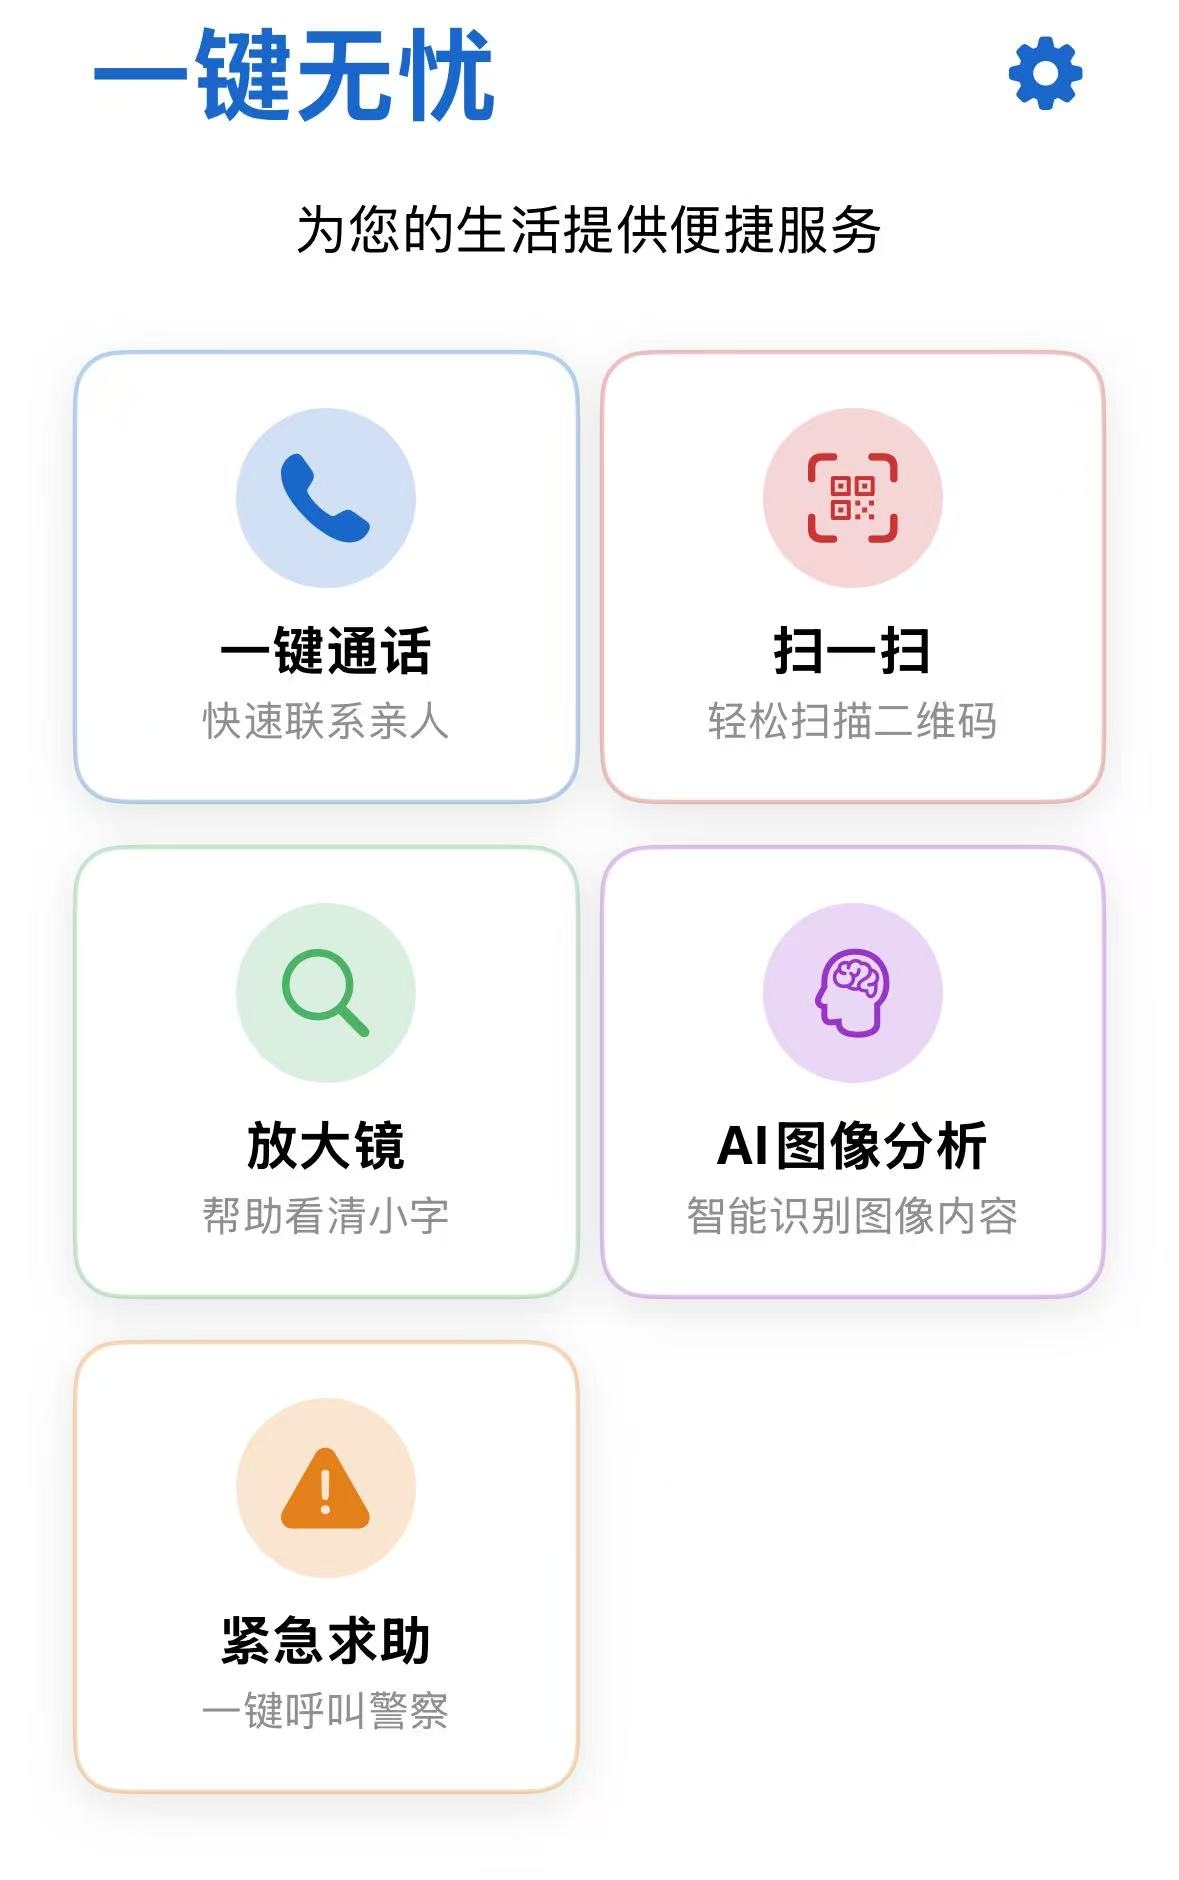 一键无忧
为您的生活提供便捷服务
一键通话
快速联系亲人
扫一扫
轻松扫描二维码
放大镜
帮助看清小字
AI图像分析
智能识别图像内容
紧急求助
一键呼叫警察